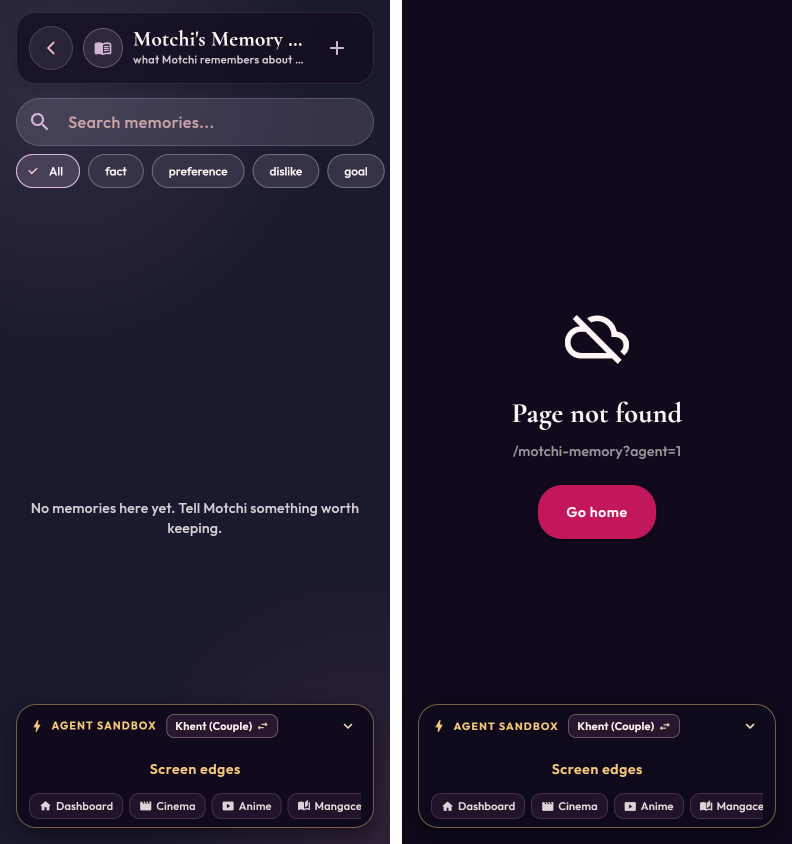 Motchi's Memory ...
what Motchi remembers about ...
Search memories...
All
fact
preference
dislike
goal
No memories here yet. Tell Motchi something worth
keeping.
AGENT SANDBOX
Khent (Couple)
Screen edges
Dashboard
Cinema
Anime
Mangace
Page not found
/motchi-memory?agent=1
Go home
AGENT SANDBOX
Khent (Couple)
Screen edges
Dashboard
Cinema
Anime
Mangace